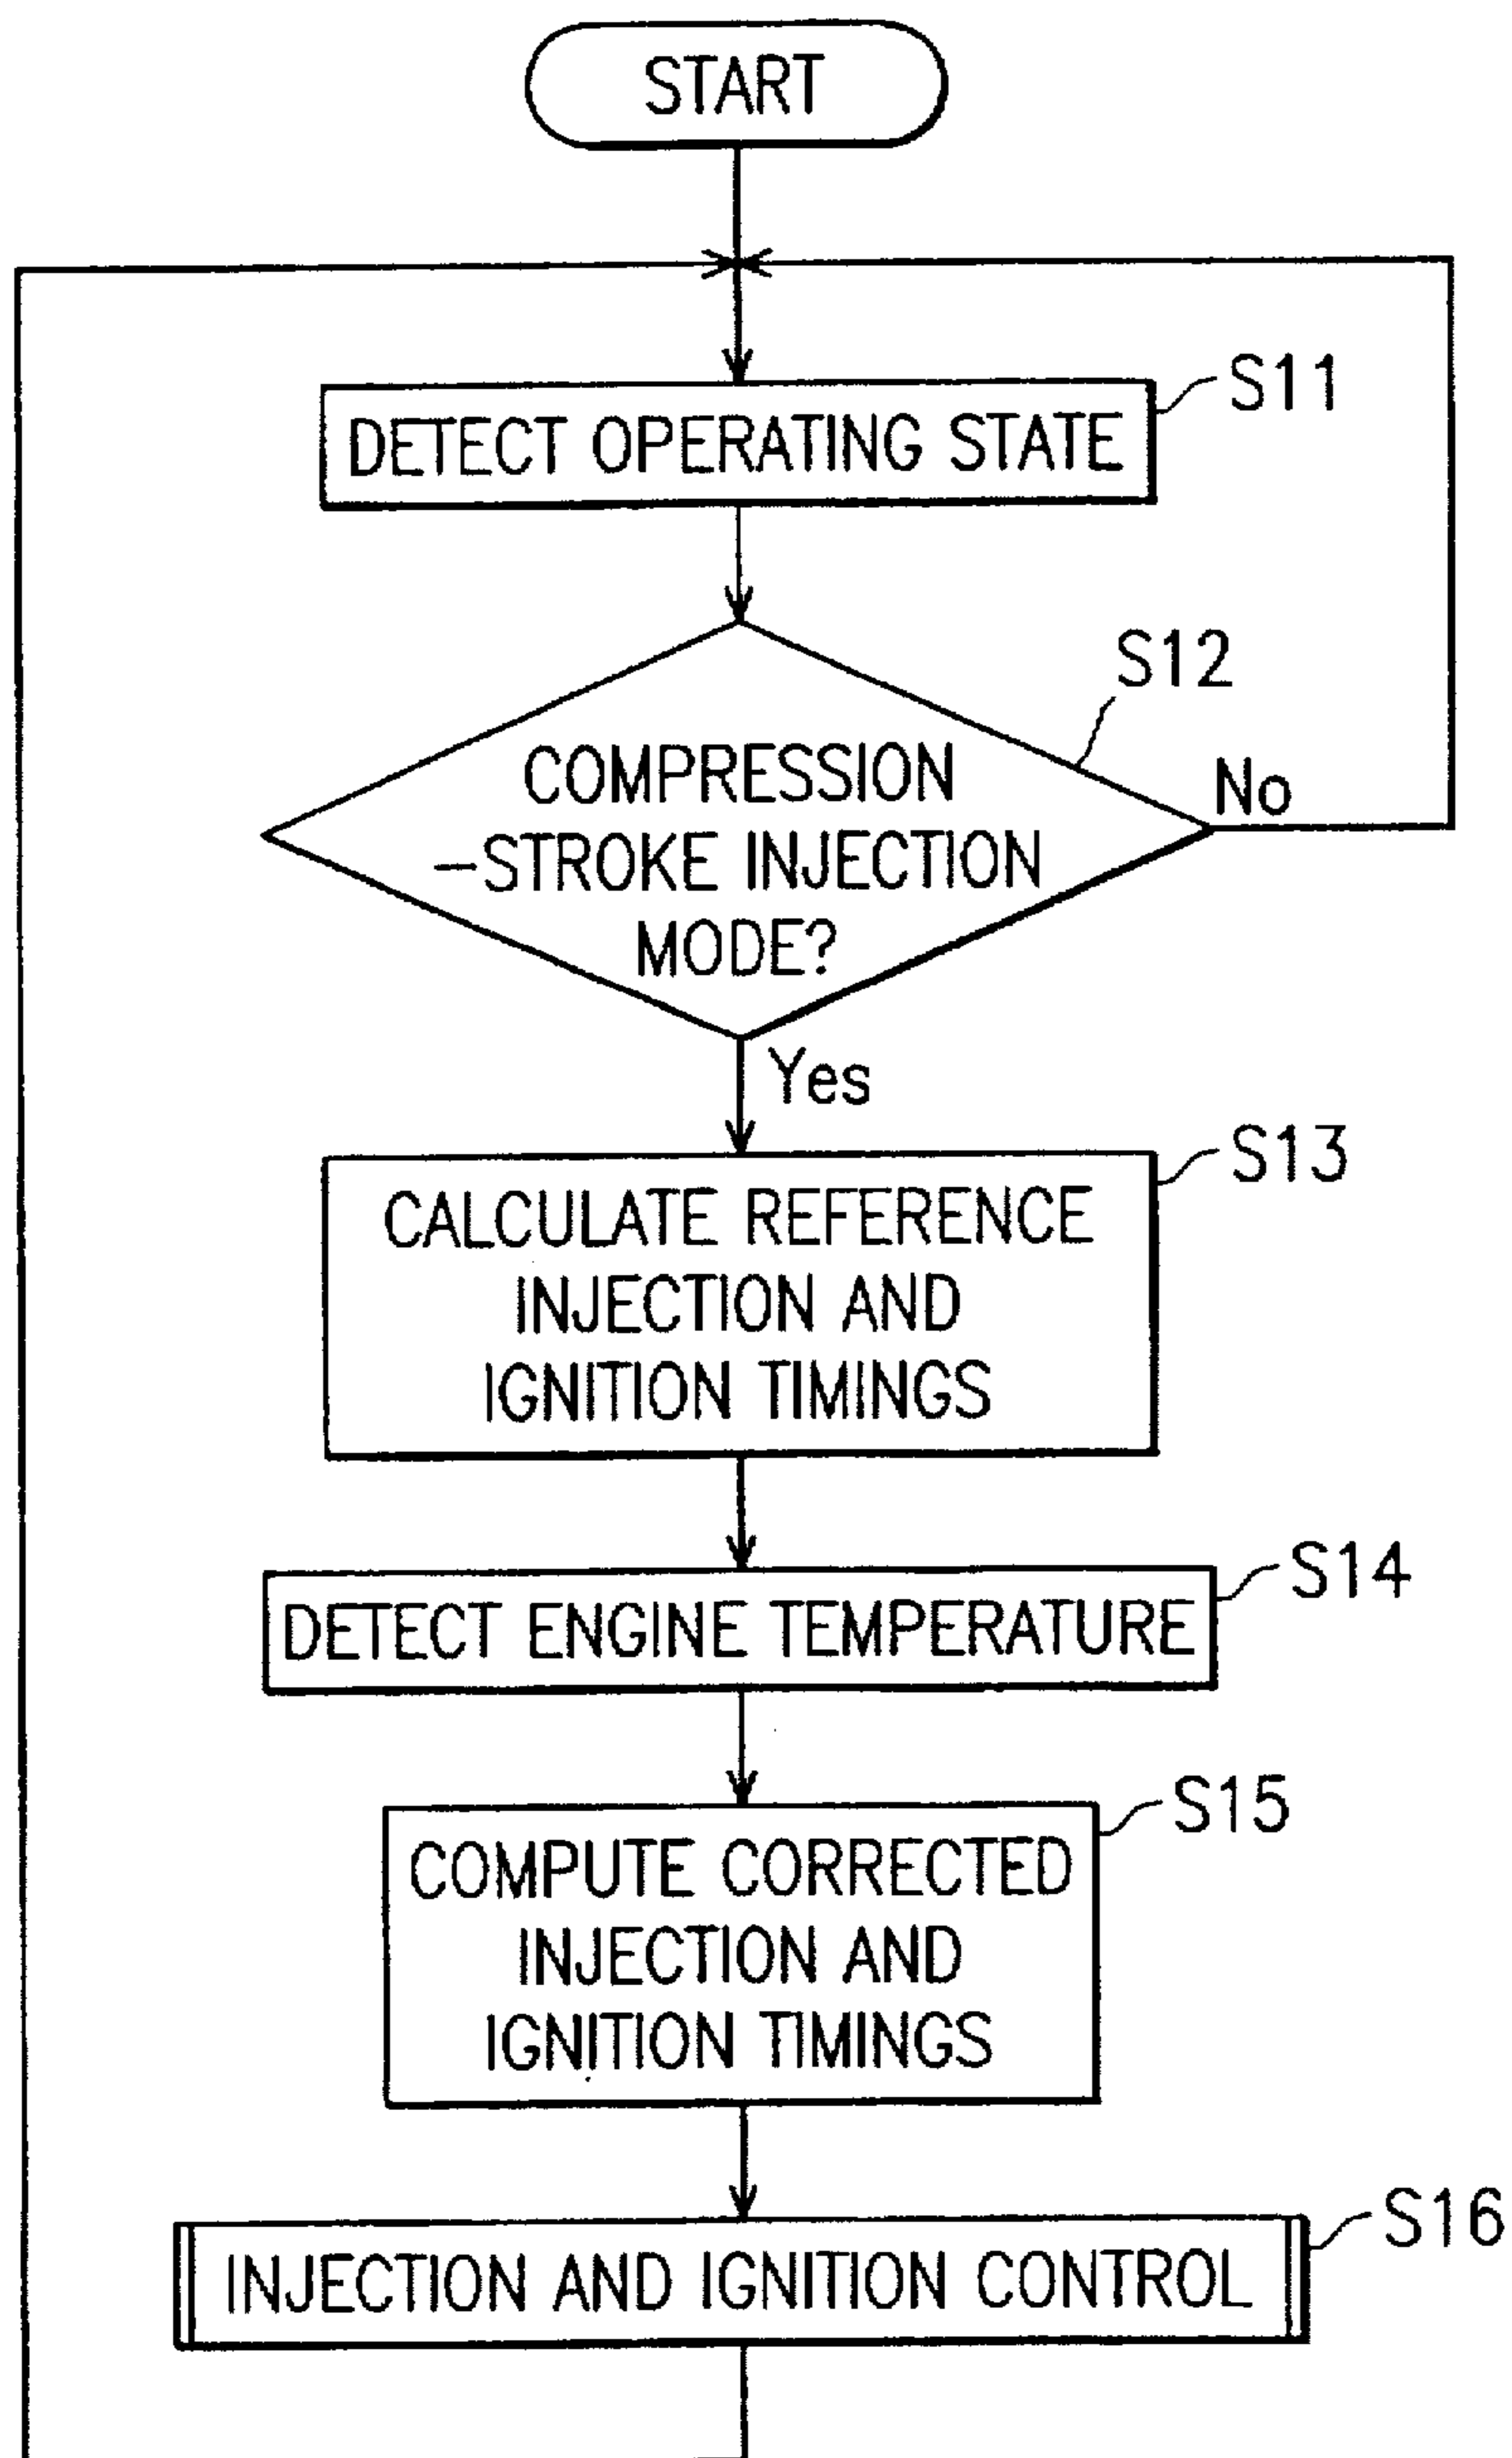 START
S11
DETECT OPERATING STATE
S12
COMPRESSION
-STROKE INJECTION
MODE?
No
Yes
S13
CALCULATE REFERENCE
INJECTION AND
IGNITION TIMINGS
S14
DETECT ENGINE TEMPERATURE
S15
COMPUTE CORRECTED
INJECTION AND
IGNITION TIMINGS
S16
INJECTION AND IGNITION CONTROL